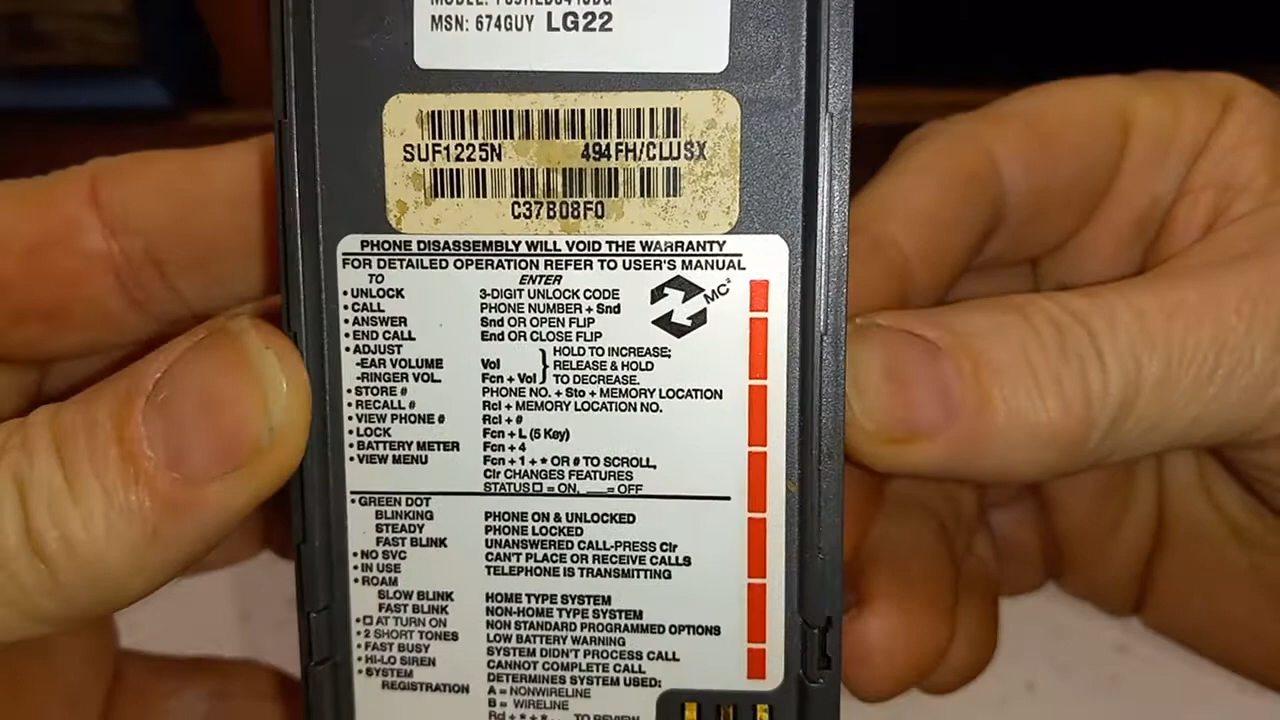 MSN: 674GUY LG22
SUF1225N 494FH/CLUSX
C37B08F0
PHONE DISASSEMBLY WILL VOID THE WARRANTY
FOR DETAILED OPERATION REFER TO USER'S MANUAL
TO ENTER
• UNLOCK 3-DIGIT UNLOCK CODE
MC²
• CALL PHONE NUMBER + Snd
• ANSWER Snd OR OPEN FLIP
• END CALL End OR CLOSE FLIP
• ADJUST HOLD TO INCREASE;
-EAR VOLUME Vol RELEASE & HOLD
-RINGER VOL. Fcn + Vol TO DECREASE.
• STORE # PHONE NO. + Sto + MEMORY LOCATION
• RECALL # Rcl + MEMORY LOCATION NO.
• VIEW PHONE # Rcl + #
• LOCK Fcn + L (5 Key)
• BATTERY METER Fcn + 4
• VIEW MENU Fcn + 1 + * OR # TO SCROLL,
Clr CHANGES FEATURES
STATUS □ = ON, __ = OFF
• GREEN DOT
BLINKING PHONE ON & UNLOCKED
STEADY PHONE LOCKED
FAST BLINK UNANSWERED CALL-PRESS Clr
• NO SVC CAN'T PLACE OR RECEIVE CALLS
• IN USE TELEPHONE IS TRANSMITTING
• ROAM
SLOW BLINK HOME TYPE SYSTEM
FAST BLINK NON-HOME TYPE SYSTEM
• □ AT TURN ON NON STANDARD PROGRAMMED OPTIONS
• 2 SHORT TONES LOW BATTERY WARNING
• FAST BUSY SYSTEM DIDN'T PROCESS CALL
• HI-LO SIREN CANNOT COMPLETE CALL
• SYSTEM DETERMINES SYSTEM USED:
REGISTRATION A = NONWIRELINE
B = WIRELINE
TO REVIEW